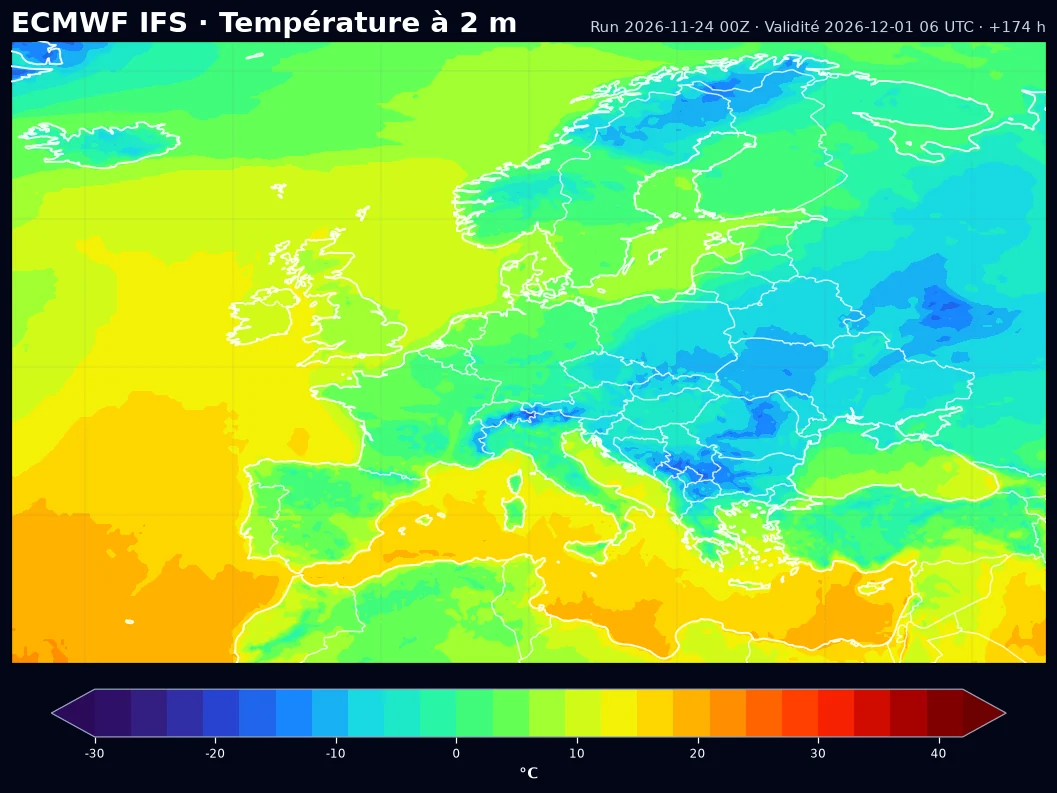 ECMWF IFS · Température à 2 m
Run 2026-11-24 00Z · Validité 2026-12-01 06 UTC · +174 h
-30 -20 -10 0 10 20 30 40
°C